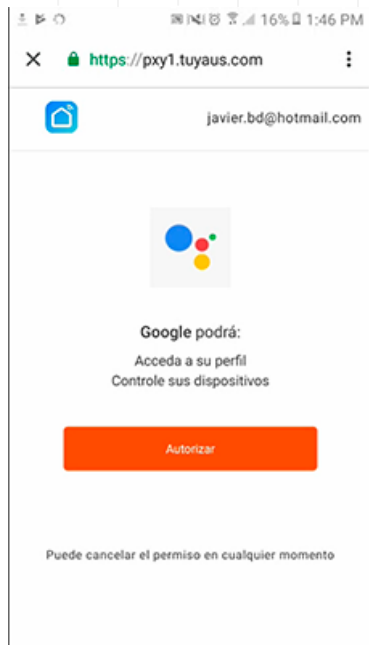 16% 1:46 PM
https://pxy1.tuyaus.com
javier.bd@hotmail.com
Google podrá:
Acceda a su perfil
Controle sus dispositivos
Autorizar
Puede cancelar el permiso en cualquier momento